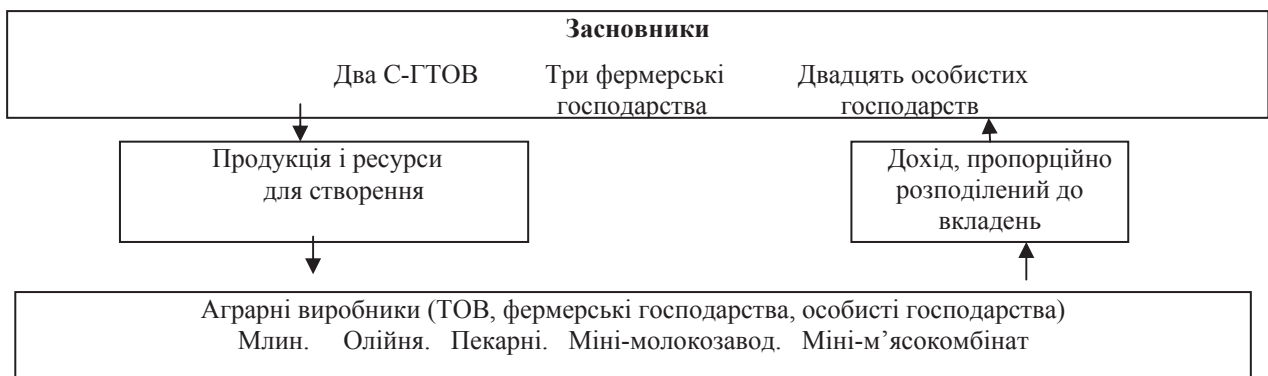 Засновники
Два С-ГТОВ Три фермерські Двадцять особистих
господарства господарств
Продукція і ресурси
для створення
Дохід, пропорційно
розподілений до
вкладень
Аграрні виробники (ТОВ, фермерські господарства, особисті господарства)
Млин. Олійня. Пекарні. Міні-молокозавод. Міні-м’ясокомбінат